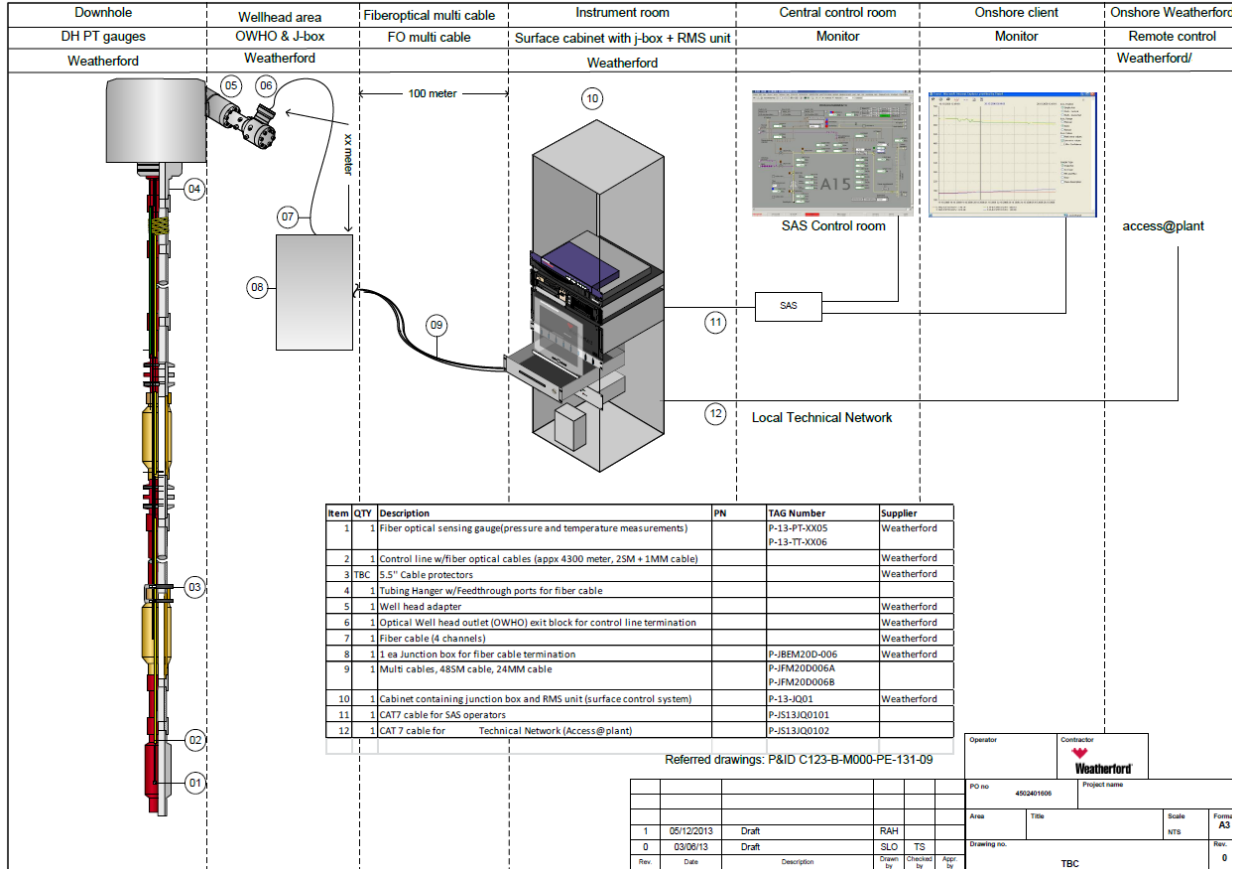 Downhole
Wellhead area
Fiberoptical multi cable
Instrument room
Central control room
Onshore client
Onshore Weatherford
DH PT gauges
OWHO & J-box
FO multi cable
Surface cabinet with j-box + RMS unit
Monitor
Monitor
Remote control
Weatherford
Weatherford
Weatherford
Weatherford/
05
06
100 meter
10
xx meter
04
07
08
09
A15
SAS Control room
access@plant
SAS
11
12
Local Technical Network
03
02
01
Item QTY Description PN TAG Number Supplier
1 1 Fiber optical sensing gauge(pressure and temperature measurements) P-13-PT-XX05 Weatherford
P-13-TT-XX06
2 1 Control line w/fiber optical cables (appx 4300 meter, 2SM + 1MM cable) Weatherford
3 TBC 5.5" Cable protectors Weatherford
4 1 Tubing Hanger w/Feedthrough ports for fiber cable
5 1 Well head adapter Weatherford
6 1 Optical Well head outlet (OWHO) exit block for control line termination Weatherford
7 1 Fiber cable (4 channels) Weatherford
8 1 1 ea Junction box for fiber cable termination P-JBEM20D-006 Weatherford
9 1 Multi cables, 48SM cable, 24MM cable P-JFM20D006A
P-JFM20D006B
10 1 Cabinet containing junction box and RMS unit (surface control system) P-13-JQ01 Weatherford
11 1 CAT7 cable for SAS operators P-JS13JQ0101
12 1 CAT 7 cable for Technical Network (Access@plant) P-JS13JQ0102
Referred drawings: P&ID C123-B-M000-PE-131-09
Operator
Contractor
Weatherford
PO no
4502401606
Project name
Area
Title
Scale
NTS
Forma
A3
Drawing no.
TBC
Rev.
0
1 05/12/2013 Draft RAH
0 03/06/13 Draft SLO TS
Rev. Date Description Drawn by Checked by Appr. by